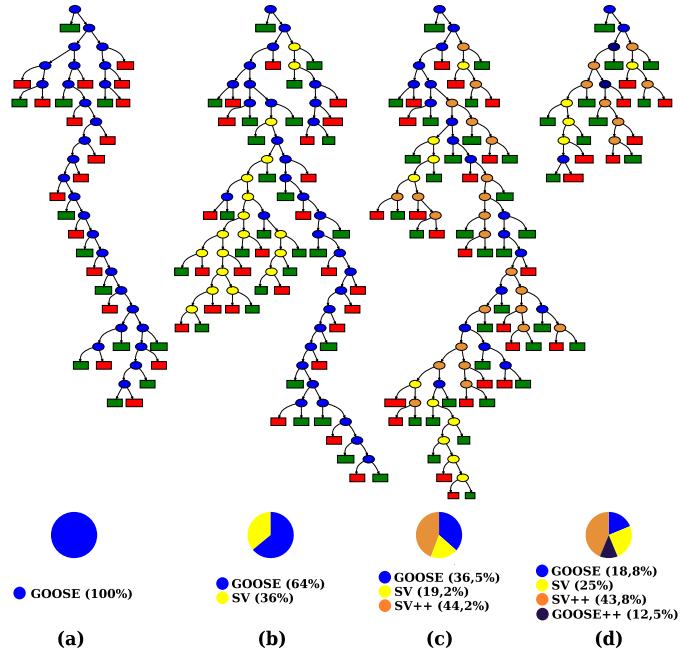 GOOSE (100%)
GOOSE (64%)
SV (36%)
GOOSE (36,5%)
SV (19,2%)
SV++ (44,2%)
GOOSE (18,8%)
SV (25%)
SV++ (43,8%)
GOOSE++ (12,5%)
(a)
(b)
(c)
(d)